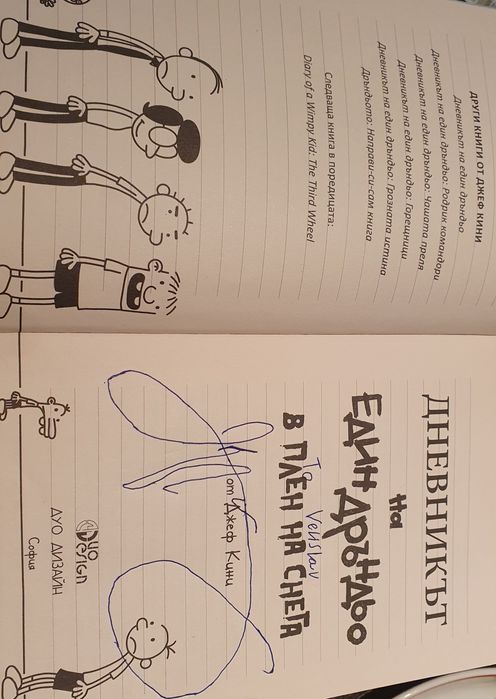 ДРУГИ КНИГИ ОТ ДЖЕФ КИНИ
Дневникът на един дръндьо
Дневникът на един дръндьо: Родрик командори
Дневникът на един дръндьо: Чашата преля
Дневникът на един дръндьо: Горещници
Дневникът на един дръндьо: Грозната истина
Дръндьото: Направи-си-сам книга
Следваща книга в поредицата:
Diary of a Wimpy Kid: The Third Wheel
ДНЕВНИКЪТ
на
ЕДИН ДРЪНДЬО
В ПЛЕН НА СНЕГА
To Velislav
от Джеф Кини
DUO
Design
ДУО ДИЗАЙН
София